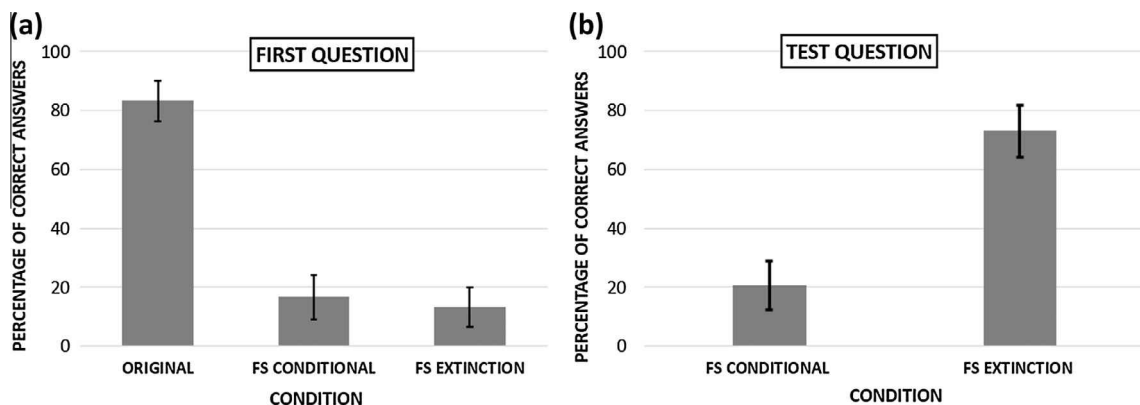 (a)
FIRST QUESTION
PERCENTAGE OF CORRECT ANSWERS
100
80
60
40
20
0
ORIGINAL FS CONDITIONAL FS EXTINCTION
CONDITION
(b)
TEST QUESTION
PERCENTAGE OF CORRECT ANSWERS
100
80
60
40
20
0
FS CONDITIONAL FS EXTINCTION
CONDITION